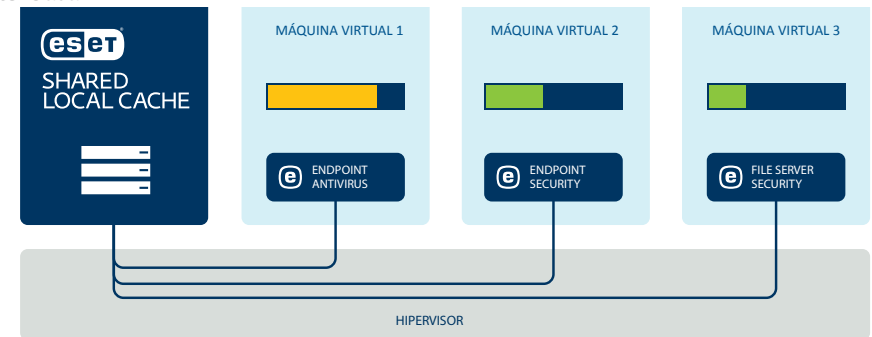 eseT
SHARED
LOCAL CACHE
MÁQUINA VIRTUAL 1
e ENDPOINT
ANTIVIRUS
MÁQUINA VIRTUAL 2
e ENDPOINT
SECURITY
MÁQUINA VIRTUAL 3
e FILE SERVER
SECURITY
HIPERVISOR